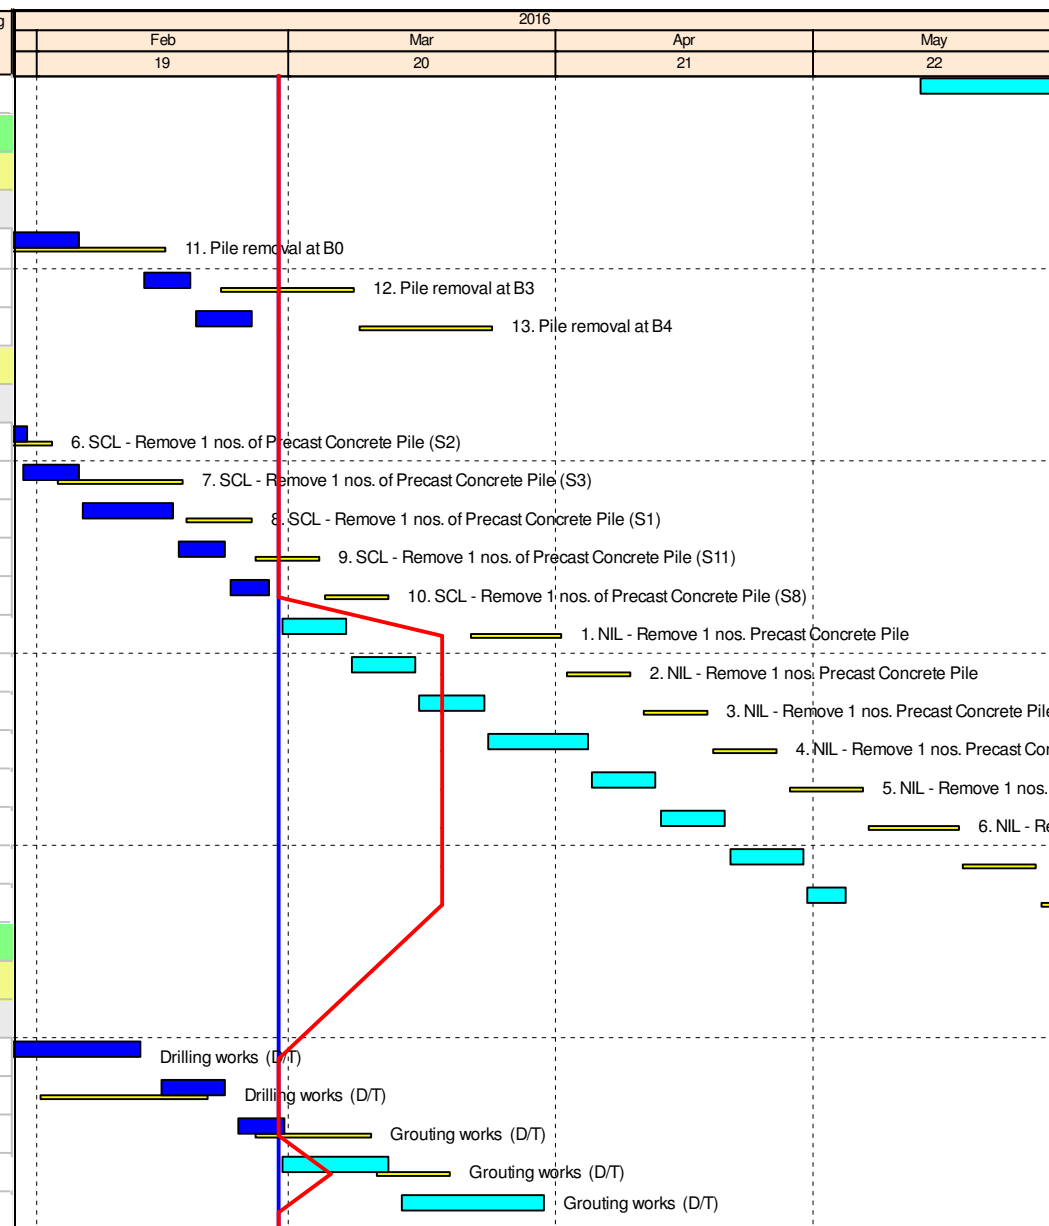 g
2016
Feb Mar Apr May
19 20 21 22
11. Pile removal at B0
12. Pile removal at B3
13. Pile removal at B4
6. SCL - Remove 1 nos. of Precast Concrete Pile (S2)
7. SCL - Remove 1 nos. of Precast Concrete Pile (S3)
8. SCL - Remove 1 nos. of Precast Concrete Pile (S1)
9. SCL - Remove 1 nos. of Precast Concrete Pile (S11)
10. SCL - Remove 1 nos. of Precast Concrete Pile (S8)
1. NIL - Remove 1 nos. Precast Concrete Pile
2. NIL - Remove 1 nos. Precast Concrete Pile
3. NIL - Remove 1 nos. Precast Concrete Pile
4. NIL - Remove 1 nos. Precast Con
5. NIL - Remove 1 nos.
6. NIL - Re
Drilling works (D/T)
Drilling works (D/T)
Grouting works (D/T)
Grouting works (D/T)
Grouting works (D/T)